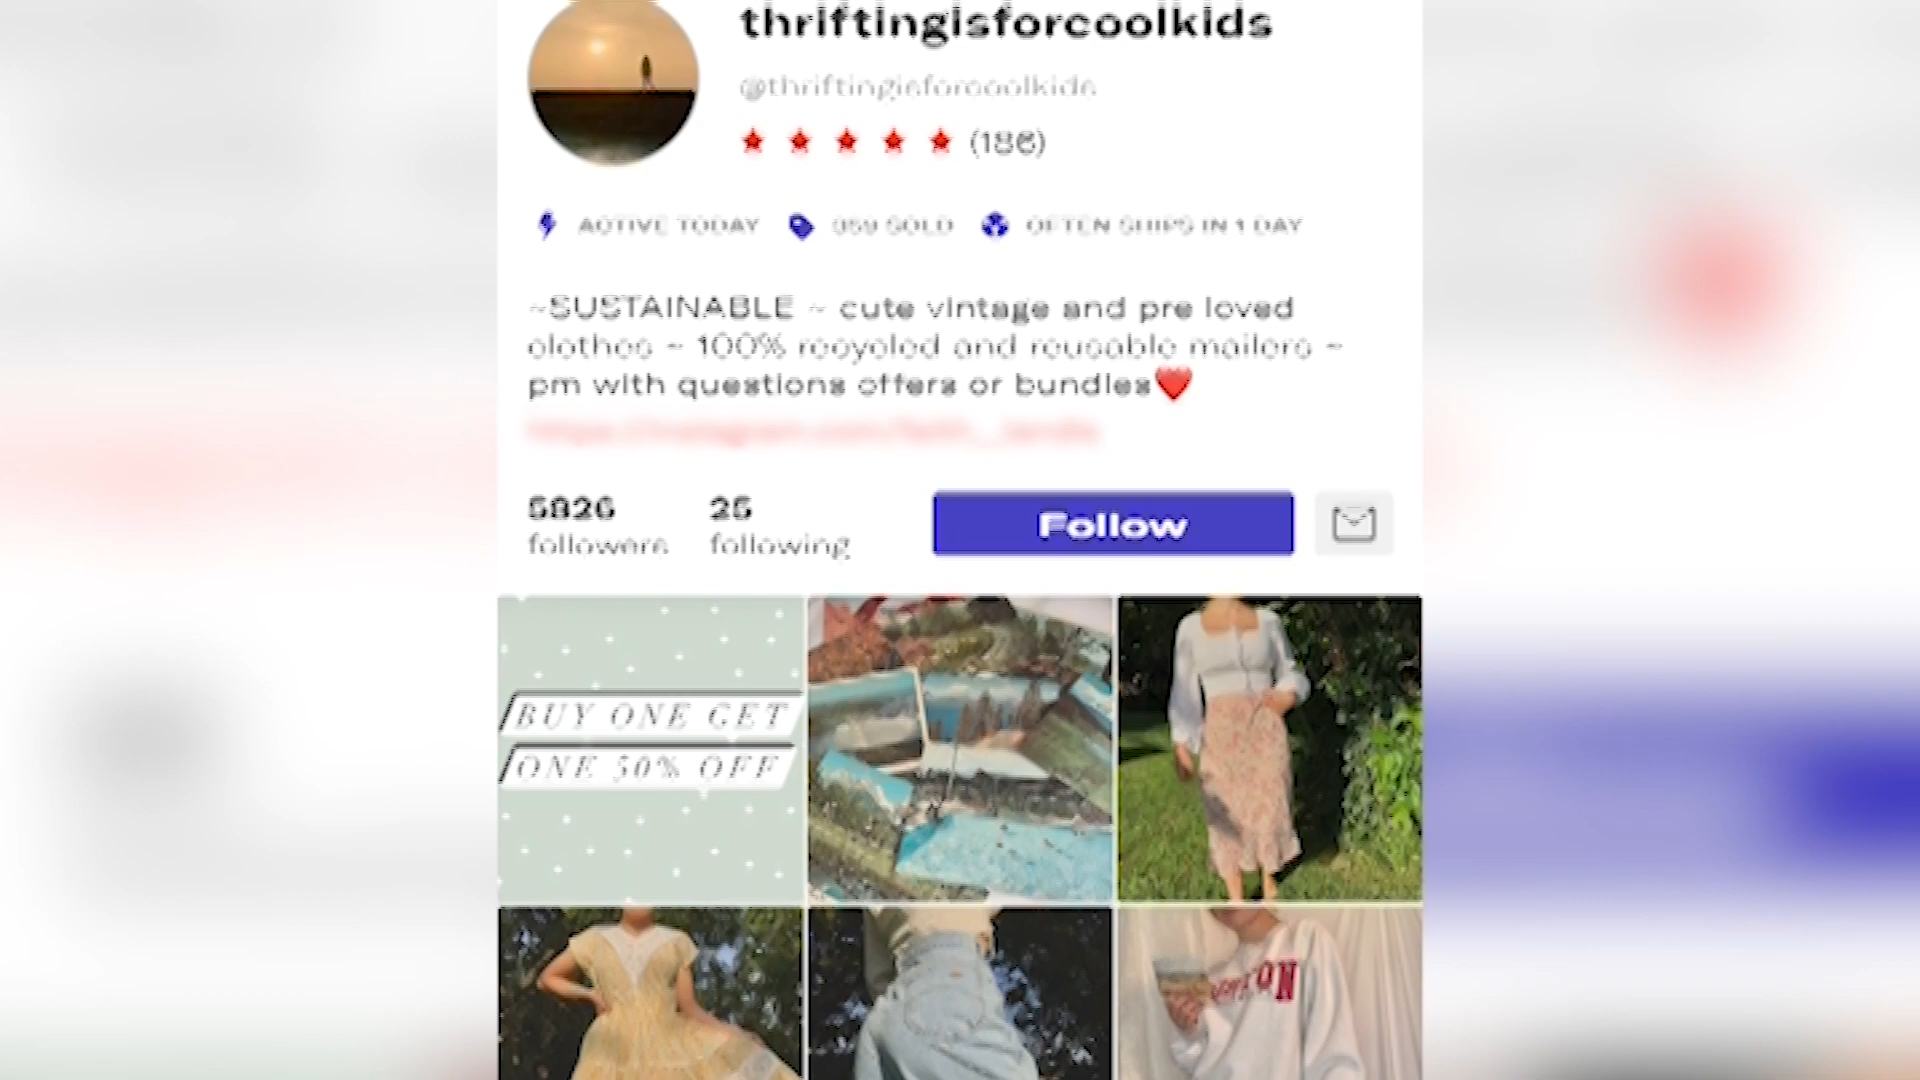 thriftingisforcoolkids
@thriftingisforcoolkids
(186)
ACTIVE TODAY SOLD OFTEN SHIPS IN 1 DAY
~SUSTAINABLE ~ cute vintage and pre loved
clothes ~ 100% recycled and reusable mailers ~
pm with questions offers or bundles❤️
5826 25
followers following
Follow
BUY ONE GET
ONE 50% OFF